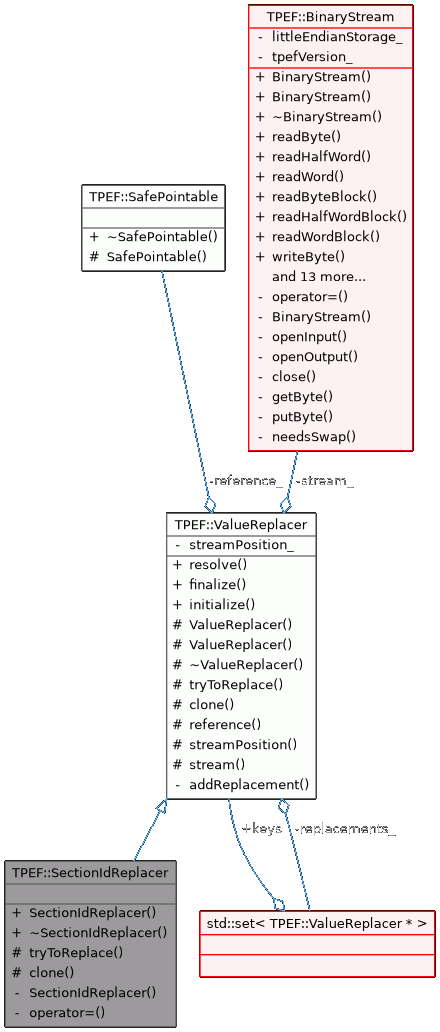 TPEF::BinaryStream
- littleEndianStorage_
- tpefVersion_
+ BinaryStream()
+ BinaryStream()
+ ~BinaryStream()
+ readByte()
+ readHalfWord()
+ readWord()
+ readByteBlock()
+ readHalfWordBlock()
+ readWordBlock()
+ writeByte()
and 13 more...
- operator=()
- BinaryStream()
- openInput()
- openOutput()
- close()
- getByte()
- putByte()
- needsSwap()
TPEF::SafePointable
+ ~SafePointable()
# SafePointable()
-reference_
-stream_
TPEF::ValueReplacer
- streamPosition_
+ resolve()
+ finalize()
+ initialize()
# ValueReplacer()
# ValueReplacer()
# ~ValueReplacer()
# tryToReplace()
# clone()
# reference()
# streamPosition()
# stream()
- addReplacement()
+keys
-replacements_
TPEF::SectionIdReplacer
+ SectionIdReplacer()
+ ~SectionIdReplacer()
# tryToReplace()
# clone()
- SectionIdReplacer()
- operator=()
std::set< TPEF::ValueReplacer * >